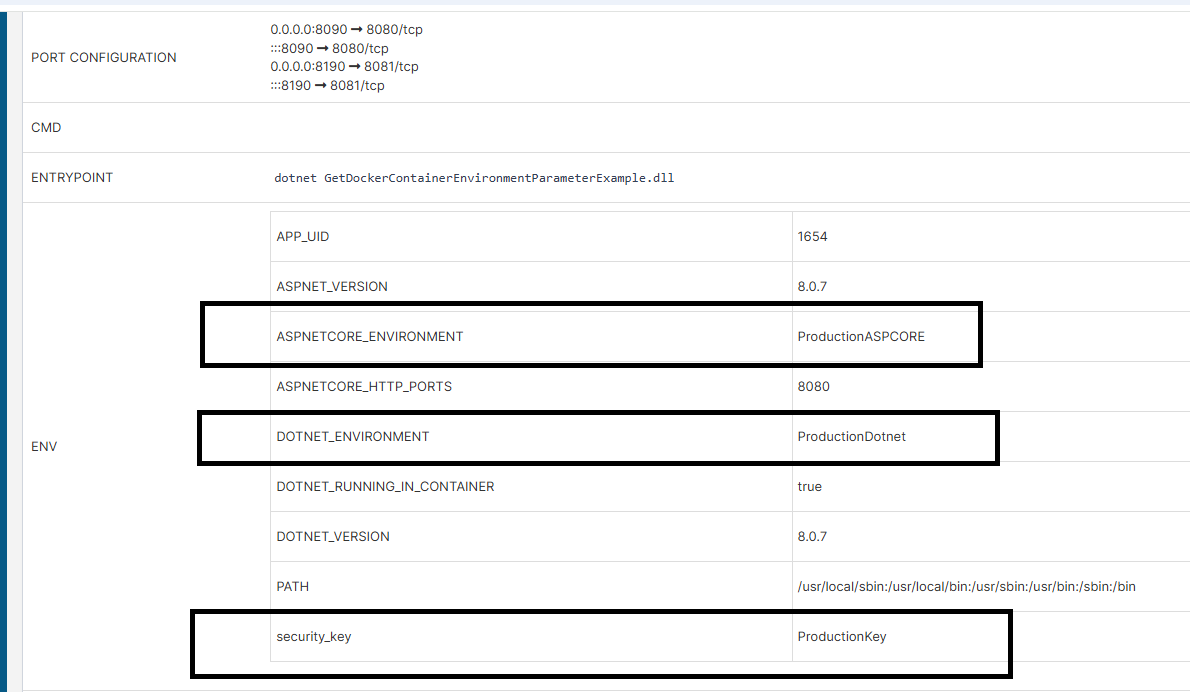 PORT CONFIGURATION
0.0.0.0:8090 ➞ 8080/tcp
:::8090 ➞ 8080/tcp
0.0.0.0:8190 ➞ 8081/tcp
:::8190 ➞ 8081/tcp
CMD
ENTRYPOINT
dotnet GetDockerContainerEnvironmentParameterExample.dll
ENV
APP_UID 1654
ASPNET_VERSION 8.0.7
ASPNETCORE_ENVIRONMENT ProductionASPCORE
ASPNETCORE_HTTP_PORTS 8080
DOTNET_ENVIRONMENT ProductionDotnet
DOTNET_RUNNING_IN_CONTAINER true
DOTNET_VERSION 8.0.7
PATH /usr/local/sbin:/usr/local/bin:/usr/sbin:/usr/bin:/sbin:/bin
security_key ProductionKey